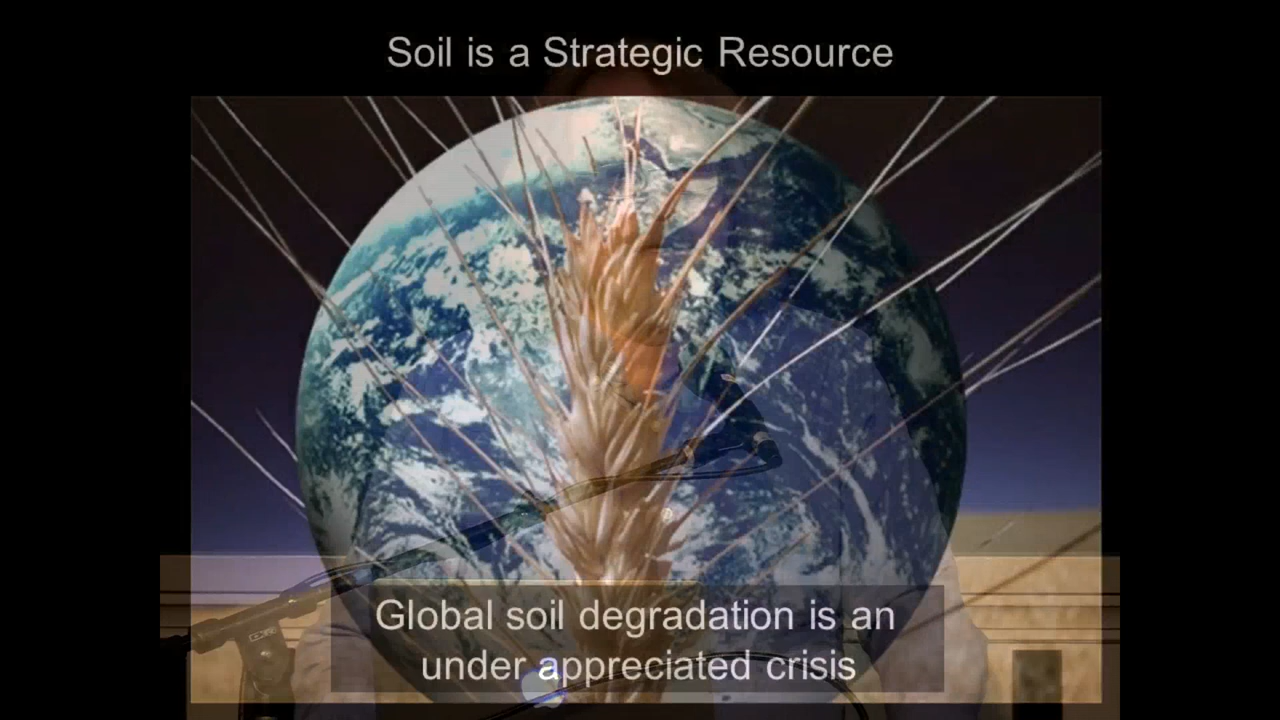 Soil is a Strategic Resource
Global soil degradation is an
under appreciated crisis